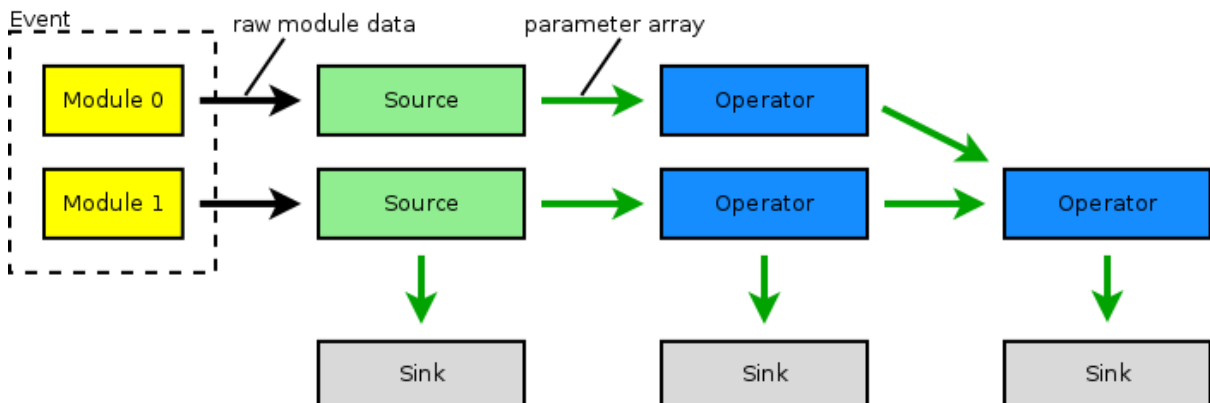 Event
raw module data
parameter array
Module 0
Source
Operator
Module 1
Source
Operator
Operator
Sink
Sink
Sink